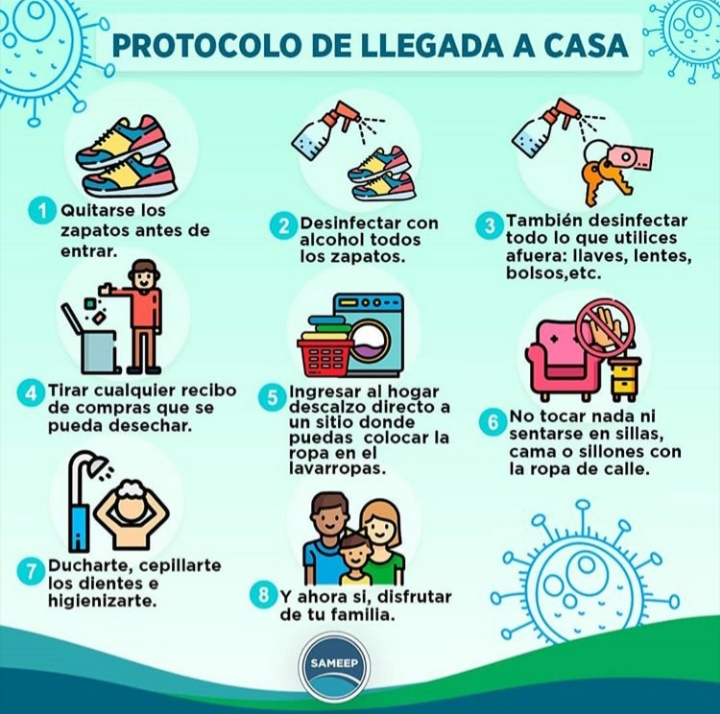 PROTOCOLO DE LLEGADA A CASA
1 Quitarse los
zapatos antes de
entrar.
2 Desinfectar con
alcohol todos
los zapatos.
3 También desinfectar
todo lo que utilices
afuera: llaves, lentes,
bolsos,etc.
4 Tirar cualquier recibo
de compras que se
pueda desechar.
5 Ingresar al hogar
descalzo directo a
un sitio donde
puedas colocar la
ropa en el
lavarropas.
6 No tocar nada ni
sentarse en sillas,
cama o sillones con
la ropa de calle.
7 Ducharte, cepillarte
los dientes e
higienizarte.
8 Y ahora si, disfrutar
de tu familia.
SAMEEP